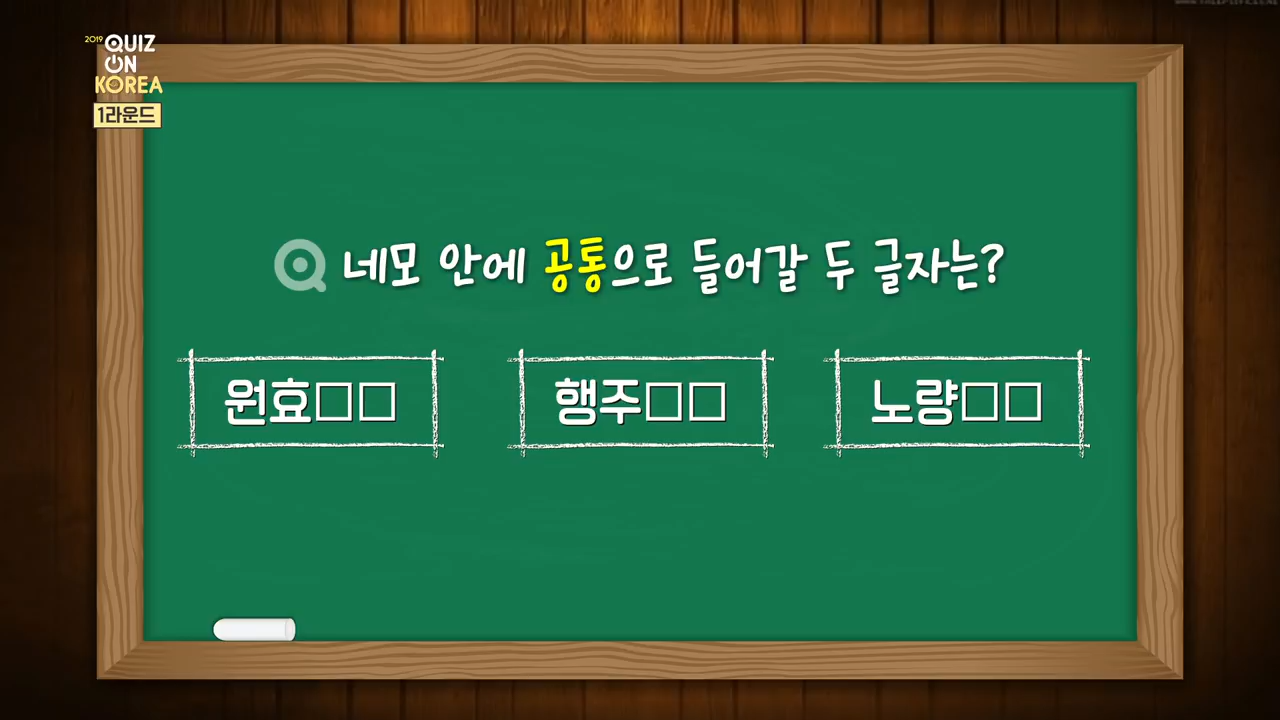 2019 QUIZ
ON
KOREA
1라운드
네모 안에 공통으로 들어갈 두 글자는?
원효□□
행주□□
노량□□